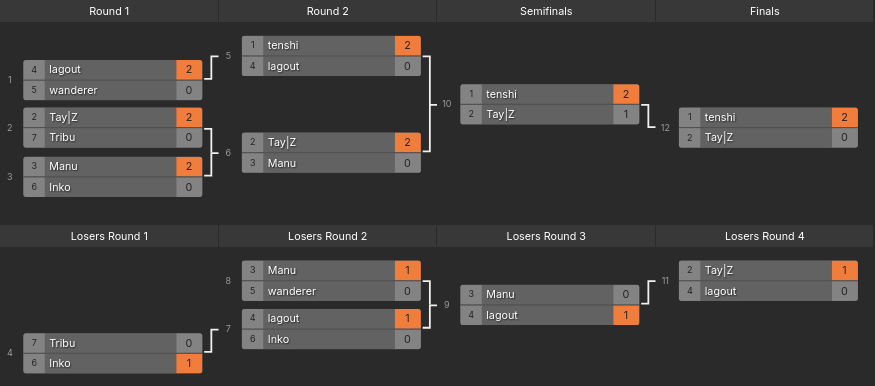 Round 1 Round 2 Semifinals Finals
1 4 lagout 2
5 wanderer 0
2 2 Tay|Z 2
7 Tribu 0
3 3 Manu 2
6 Inko 0
5 1 tenshi 2
4 lagout 0
6 2 Tay|Z 2
3 Manu 0
10 1 tenshi 2
2 Tay|Z 1
12 1 tenshi 2
2 Tay|Z 0
Losers Round 1 Losers Round 2 Losers Round 3 Losers Round 4
4 7 Tribu 0
6 Inko 1
8 3 Manu 1
5 wanderer 0
7 4 lagout 1
6 Inko 0
9 3 Manu 0
4 lagout 1
11 2 Tay|Z 1
4 lagout 0